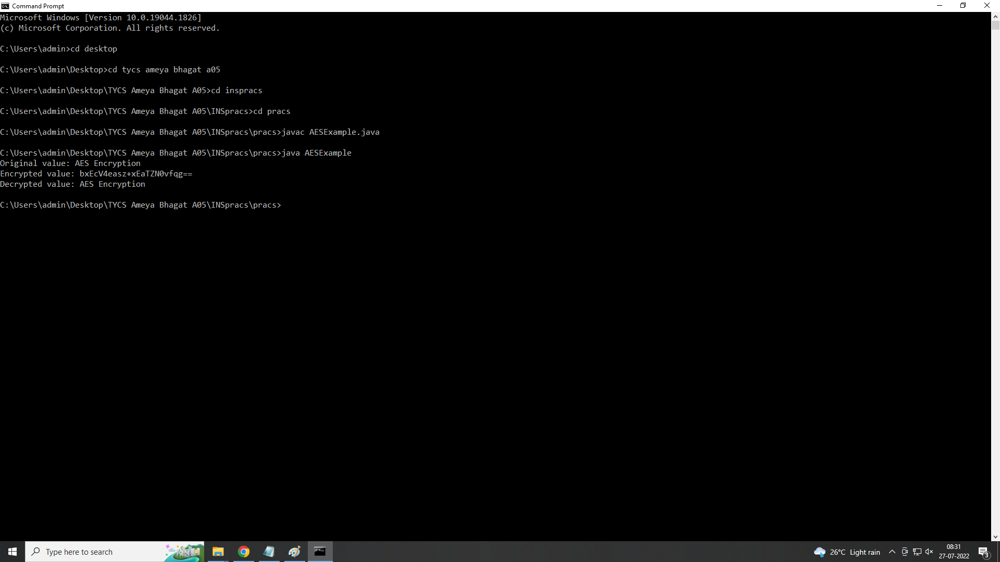 Command Prompt
Microsoft Windows [Version 10.0.19044.1826]
(c) Microsoft Corporation. All rights reserved.
C:\Users\admin>cd desktop
C:\Users\admin\Desktop>cd tycs ameya bhagat a05
C:\Users\admin\Desktop\TYCS Ameya Bhagat A05>cd inspracs
C:\Users\admin\Desktop\TYCS Ameya Bhagat A05\INSpracs>cd pracs
C:\Users\admin\Desktop\TYCS Ameya Bhagat A05\INSpracs\pracs>javac AESExample.java
C:\Users\admin\Desktop\TYCS Ameya Bhagat A05\INSpracs\pracs>java AESExample
Original value: AES Encryption
Encrypted value: bxEcV4easz+xEaTZN0vfqg==
Decrypted value: AES Encryption
C:\Users\admin\Desktop\TYCS Ameya Bhagat A05\INSpracs\pracs>
Type here to search
26°C Light rain
08:31
27-07-2022
3